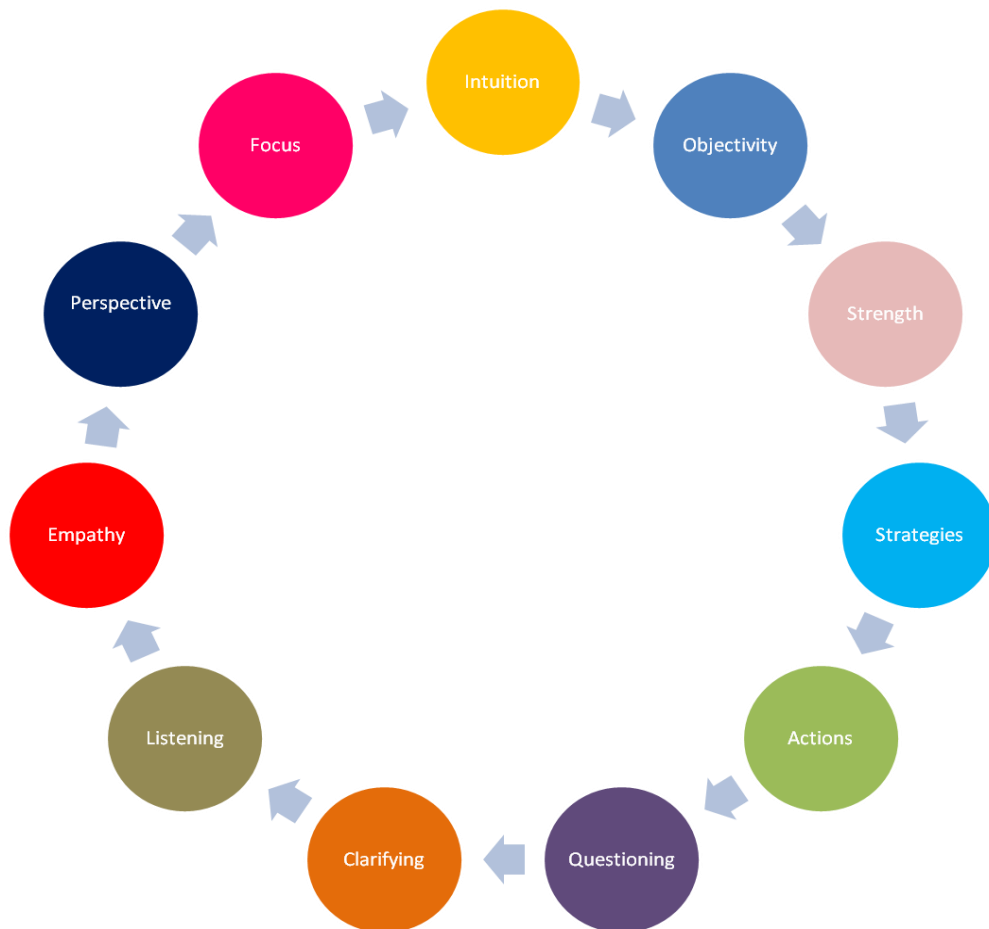 Intuition
Objectivity
Strength
Strategies
Actions
Questioning
Clarifying
Listening
Empathy
Perspective
Focus